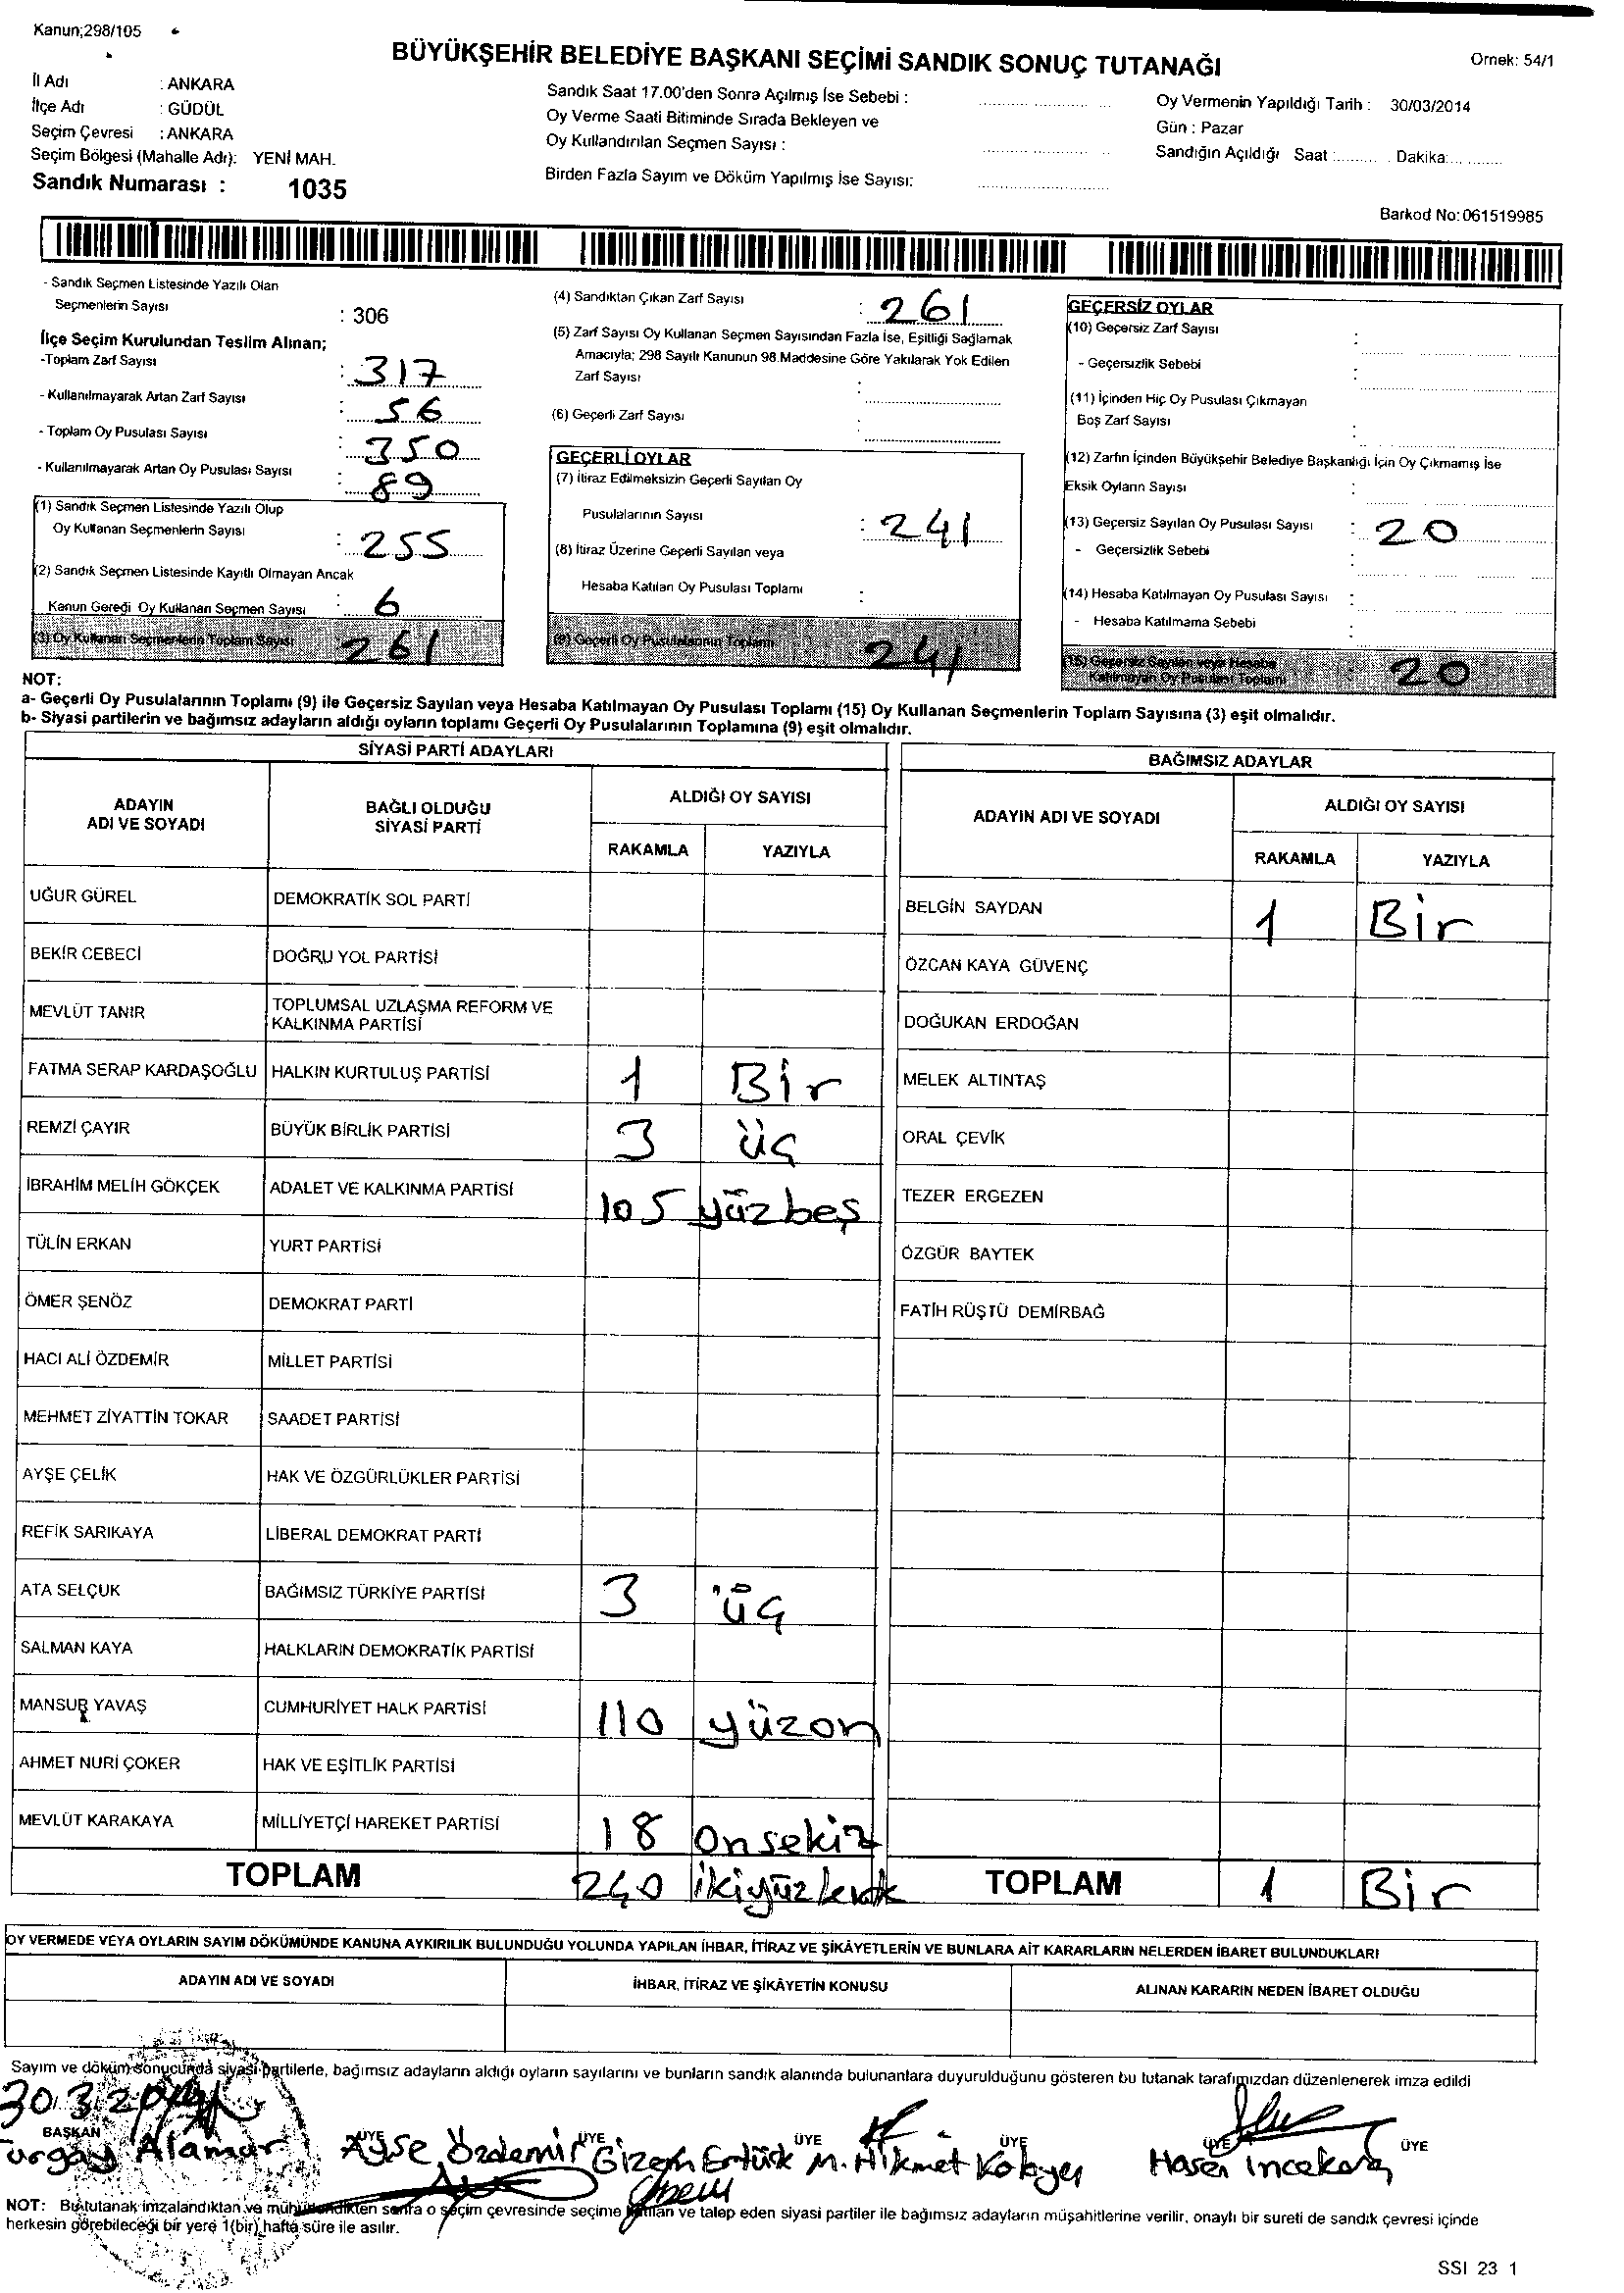 Kanun;298/105
BÜYÜKŞEHİR BELEDİYE BAŞKANI SEÇİMİ SANDIK SONUÇ TUTANAĞI
Ornek: 54/1
İl Adı : ANKARA
İlçe Adı : GÜDÜL
Seçim Çevresi : ANKARA
Seçim Bölgesi (Mahalle Adı): YENİ MAH.
Sandık Numarası : 1035
Sandık Saat 17.00'den Sonra Açılmış İse Sebebi :
Oy Verme Saati Bitiminde Sırada Bekleyen ve
Oy Kullandırılan Seçmen Sayısı :
Birden Fazla Sayım ve Döküm Yapılmış İse Sayısı:
Oy Vermenin Yapıldığı Tarih : 30/03/2014
Gün : Pazar
Sandığın Açıldığı Saat :.......... Dakika:.............
Barkod No:061519985
- Sandık Seçmen Listesinde Yazılı Olan
Seçmenlerin Sayısı : 306
İlçe Seçim Kurulundan Teslim Alınan;
-Toplam Zarf Sayısı : 317
- Kullanılmayarak Artan Zarf Sayısı : 56
- Toplam Oy Pusulası Sayısı : 350
- Kullanılmayarak Artan Oy Pusulası Sayısı : 89
(1) Sandık Seçmen Listesinde Yazılı Olup
Oy Kullanan Seçmenlerin Sayısı : 255
(2) Sandık Seçmen Listesinde Kayıtlı Olmayan Ancak
Kanun Gereği Oy Kullanan Seçmen Sayısı : 6
(3) Oy Kullanan Seçmenlerin Toplam Sayısı 261
(4) Sandıktan Çıkan Zarf Sayısı : 261
(5) Zarf Sayısı Oy Kullanan Seçmen Sayısından Fazla İse, Eşitliği Sağlamak
Amacıyla; 298 Sayılı Kanunun 98.Maddesine Göre Yakılarak Yok Edilen
Zarf Sayısı :
(6) Geçerli Zarf Sayısı :
GEÇERLİ OYLAR
(7) İtiraz Edilmeksizin Geçerli Sayılan Oy
Pusulalarının Sayısı : 241
(8) İtiraz Üzerine Geçerli Sayılan veya
Hesaba Katılan Oy Pusulası Toplamı :
(9) Geçerli Oy Pusulalarının Toplamı 241
GEÇERSİZ OYLAR
(10) Geçersiz Zarf Sayısı :
- Geçersizlik Sebebi :
(11) İçinden Hiç Oy Pusulası Çıkmayan
Boş Zarf Sayısı :
(12) Zarfın İçinden Büyükşehir Belediye Başkanlığı İçin Oy Çıkmamış İse
Eksik Oyların Sayısı :
(13) Geçersiz Sayılan Oy Pusulası Sayısı : 20
- Geçersizlik Sebebi :
(14) Hesaba Katılmayan Oy Pusulası Sayısı :
- Hesaba Katılmama Sebebi :
(15) Geçersiz Sayılan veya Hesaba
Katılmayan Oy Pusulası Toplamı : 20
NOT:
a- Geçerli Oy Pusulalarının Toplamı (9) ile Geçersiz Sayılan veya Hesaba Katılmayan Oy Pusulası Toplamı (15) Oy Kullanan Seçmenlerin Toplam Sayısına (3) eşit olmalıdır.
b- Siyasi partilerin ve bağımsız adayların aldığı oyların toplamı Geçerli Oy Pusulalarının Toplamına (9) eşit olmalıdır.
SİYASİ PARTİ ADAYLARI
ADAYIN ADI VE SOYADI BAĞLI OLDUĞU SİYASİ PARTİ ALDIĞI OY SAYISI
RAKAMLA YAZIYLA
UĞUR GÜREL DEMOKRATİK SOL PARTİ
BEKİR CEBECİ DOĞRU YOL PARTİSİ
MEVLÜT TANIR TOPLUMSAL UZLAŞMA REFORM VE KALKINMA PARTİSİ
FATMA SERAP KARDAŞOĞLU HALKIN KURTULUŞ PARTİSİ 1 Bir
REMZİ ÇAYIR BÜYÜK BİRLİK PARTİSİ 3 üç
İBRAHİM MELİH GÖKÇEK ADALET VE KALKINMA PARTİSİ 105 yüzbeş
TÜLİN ERKAN YURT PARTİSİ
ÖMER ŞENÖZ DEMOKRAT PARTİ
HACI ALİ ÖZDEMİR MİLLET PARTİSİ
MEHMET ZİYATTİN TOKAR SAADET PARTİSİ
AYŞE ÇELİK HAK VE ÖZGÜRLÜKLER PARTİSİ
REFİK SARIKAYA LİBERAL DEMOKRAT PARTİ
ATA SELÇUK BAĞIMSIZ TÜRKİYE PARTİSİ 3 üç
SALMAN KAYA HALKLARIN DEMOKRATİK PARTİSİ
MANSUR YAVAŞ CUMHURİYET HALK PARTİSİ 110 yüzon
AHMET NURİ ÇOKER HAK VE EŞİTLİK PARTİSİ
MEVLÜT KARAKAYA MİLLİYETÇİ HAREKET PARTİSİ 18 onsekiz
TOPLAM 240 ikiyüzkırk
BAĞIMSIZ ADAYLAR
ADAYIN ADI VE SOYADI ALDIĞI OY SAYISI
RAKAMLA YAZIYLA
BELGİN SAYDAN 1 Bir
ÖZCAN KAYA GÜVENÇ
DOĞUKAN ERDOĞAN
MELEK ALTINTAŞ
ORAL ÇEVİK
TEZER ERGEZEN
ÖZGÜR BAYTEK
FATİH RÜŞTÜ DEMİRBAĞ
TOPLAM 1 Bir
OY VERMEDE VEYA OYLARIN SAYIM DÖKÜMÜNDE KANUNA AYKIRILIK BULUNDUĞU YOLUNDA YAPILAN İHBAR, İTİRAZ VE ŞİKÂYETLERİN VE BUNLARA AİT KARARLARIN NELERDEN İBARET BULUNDUKLARI
ADAYIN ADI VE SOYADI İHBAR, İTİRAZ VE ŞİKÂYETİN KONUSU ALINAN KARARIN NEDEN İBARET OLDUĞU
Sayım ve döküm sonucunda siyasi partilerle, bağımsız adayların aldığı oyların sayılarını ve bunların sandık alanında bulunanlara duyurulduğunu gösteren bu tutanak tarafımızdan düzenlenerek imza edildi
30.3.2014
BAŞKAN ÜYE ÜYE ÜYE ÜYE ÜYE ÜYE
Ayşe Özdemir Gizem Ertürk M. Hikmet Hasan
NOT: Bu tutanak imzalandıktan ve mühürlendikten sonra o seçim çevresinde seçime katılan ve talep eden siyasi partiler ile bağımsız adayların müşahitlerine verilir, onaylı bir sureti de sandık çevresi içinde
herkesin görebileceği bir yere 1(bir) hafta süre ile asılır.
SSI 23 1